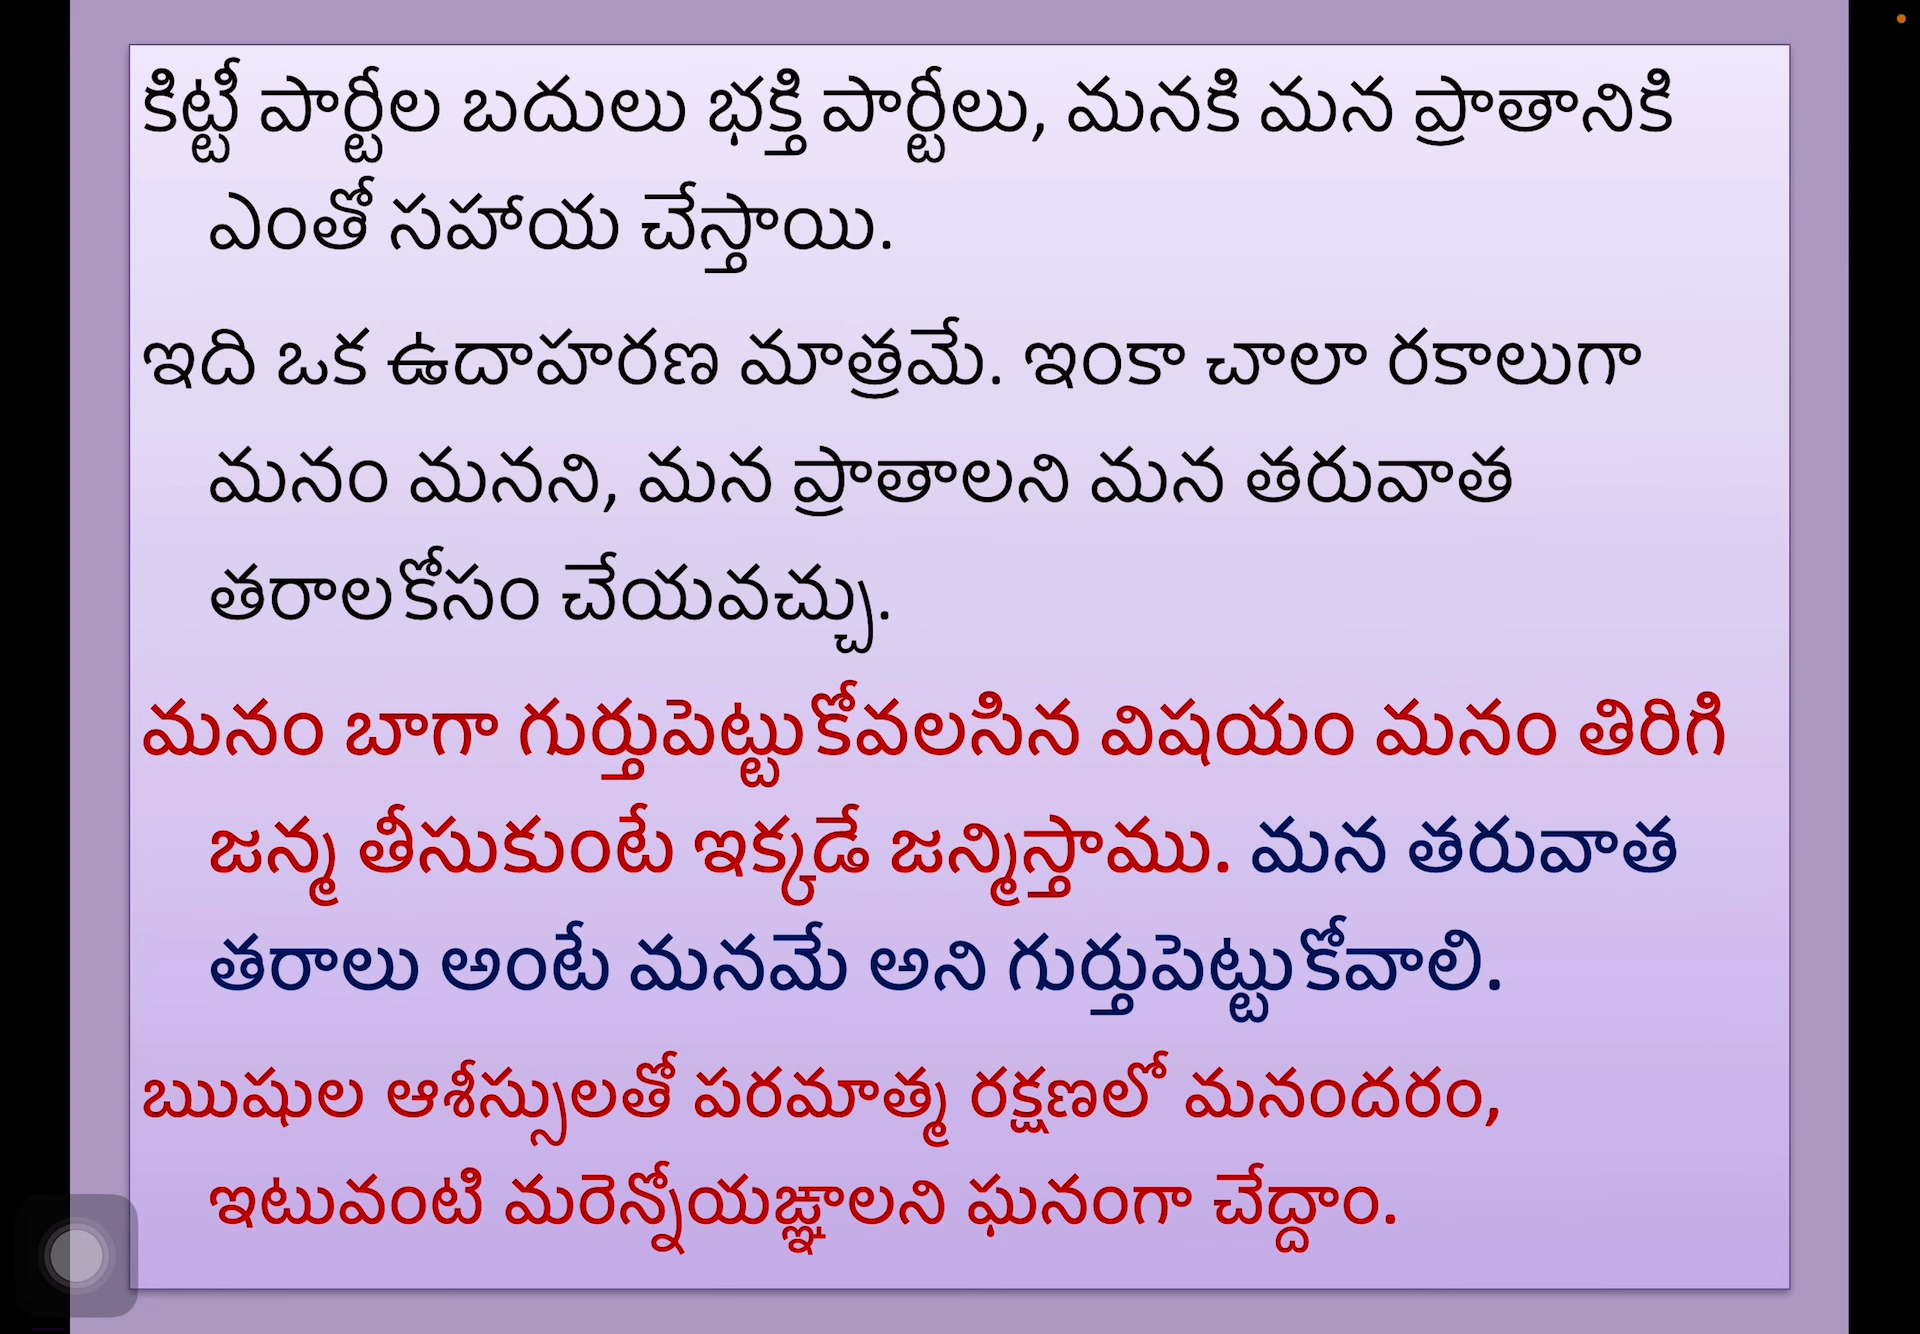 కిట్టీ పార్టీల బదులు భక్తి పార్టీలు, మనకి మన ప్రాతానికి
ఎంతో సహాయ చేస్తాయి.
ఇది ఒక ఉదాహరణ మాత్రమే. ఇంకా చాలా రకాలుగా
మనం మనని, మన ప్రాతాలని మన తరువాత
తరాలకోసం చేయవచ్చు.
మనం బాగా గుర్తుపెట్టుకోవలసిన విషయం మనం తిరిగి
జన్మ తీసుకుంటే ఇక్కడే జన్మిస్తాము. మన తరువాత
తరాలు అంటే మనమే అని గుర్తుపెట్టుకోవాలి.
ఋషుల ఆశీస్సులతో పరమాత్మ రక్షణలో మనందరం,
ఇటువంటి మరెన్నోయజ్ఞాలని ఘనంగా చేద్దాం.